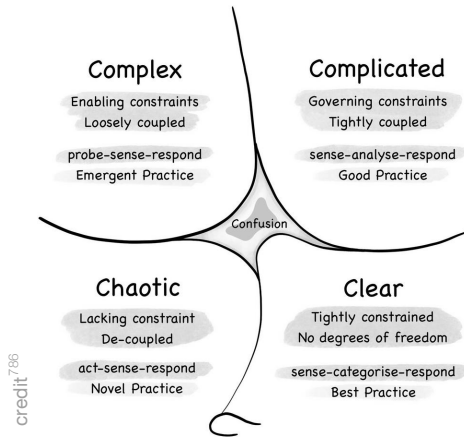 Complex
Enabling constraints
Loosely coupled
probe-sense-respond
Emergent Practice
Complicated
Governing constraints
Tightly coupled
sense-analyse-respond
Good Practice
Confusion
Chaotic
Lacking constraint
De-coupled
act-sense-respond
Novel Practice
Clear
Tightly constrained
No degrees of freedom
sense-categorise-respond
Best Practice
credit786